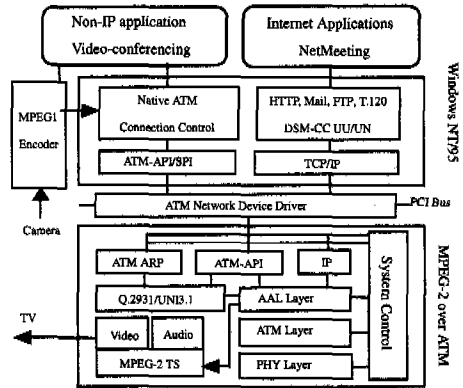 Non-IP application
Video-conferencing
Internet Applications
NetMeeting
Windows NT/95
MPEG1
Encoder
Native ATM
Connection Control
HTTP, Mail, FTP, T.120
DSM-CC UU/UN
ATM-API/SPI
TCP/IP
Camera
ATM Network Device Driver
PCI Bus
MPEG-2 over ATM
System Control
ATM ARP
ATM-API
IP
Q.2931/UNI3.1
AAL Layer
TV
Video
Audio
ATM Layer
MPEG-2 TS
PHY Layer